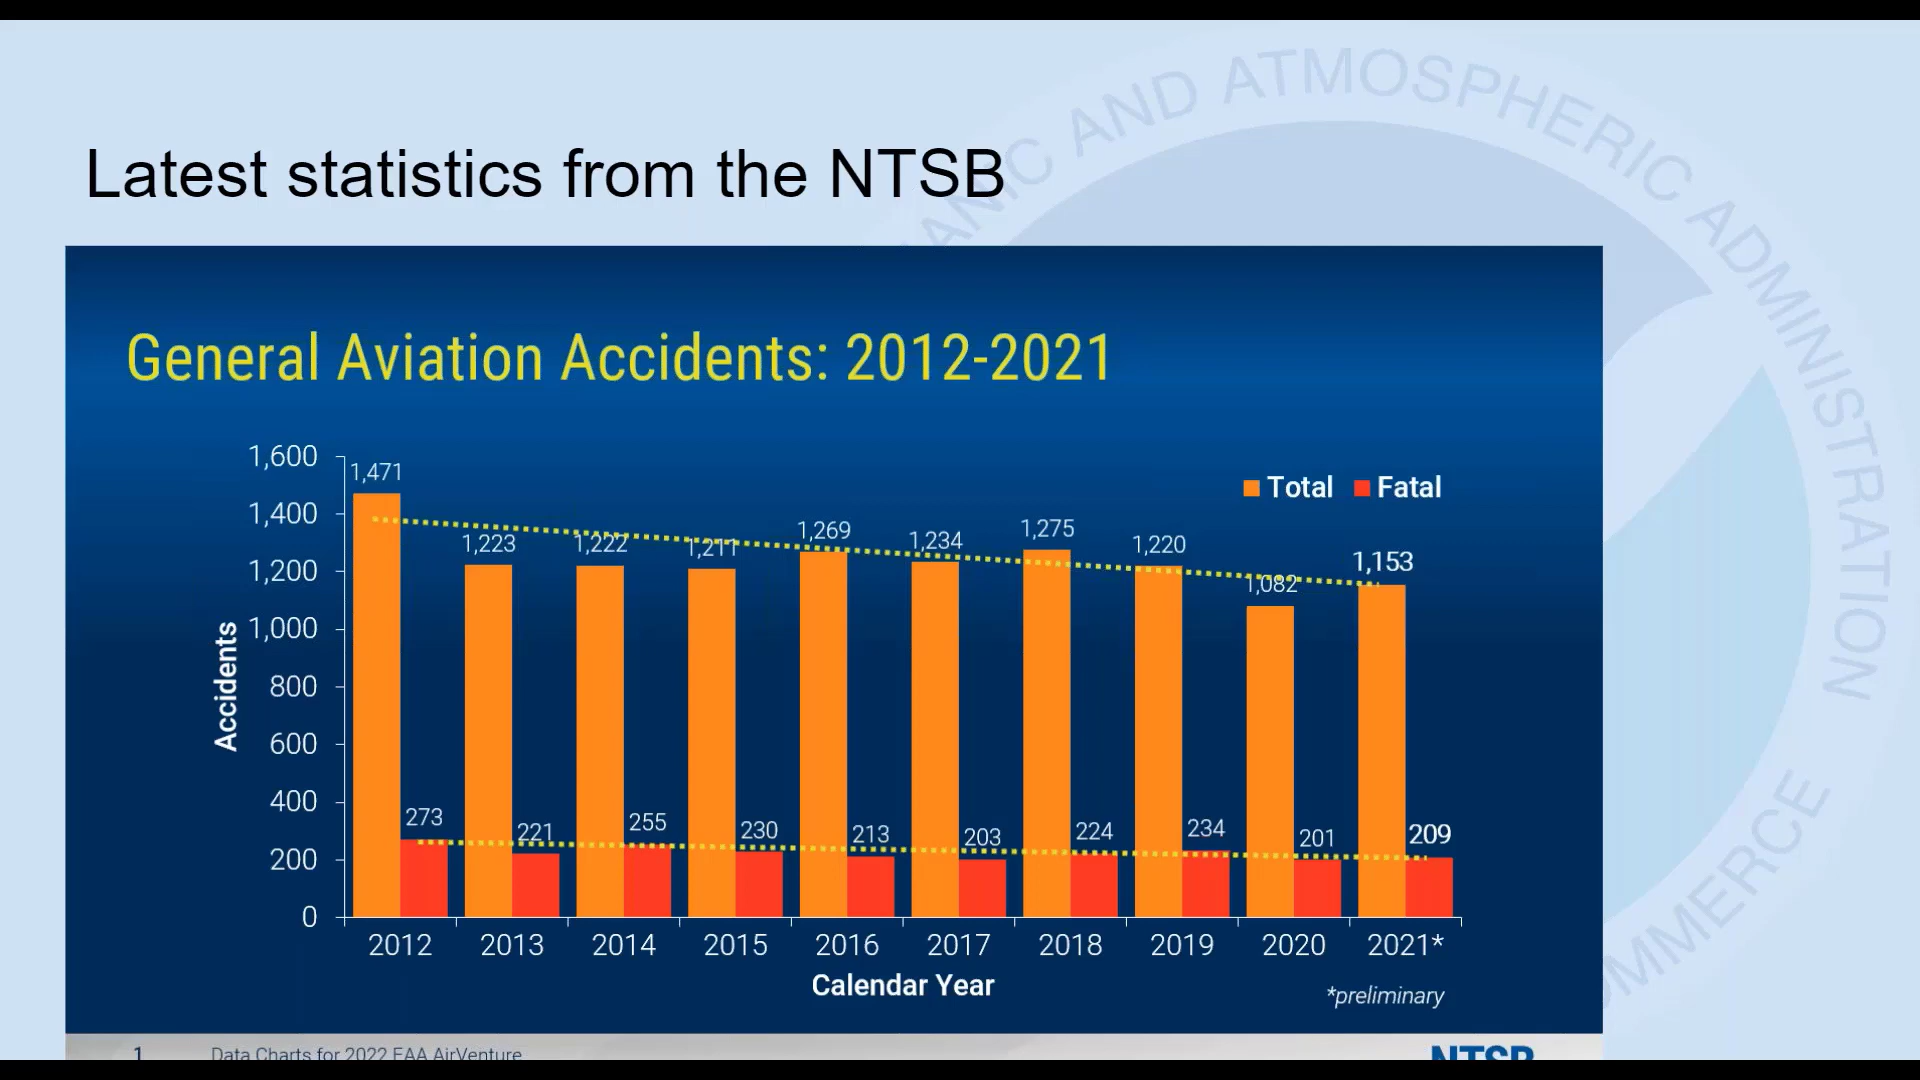 ANIC AND ATMOSPHERIC ADMINISTRATION
Latest statistics from the NTSB
General Aviation Accidents: 2012-2021
1,600
1,400
1,200
1,000
800
600
400
200
0
Accidents
Total Fatal
1,471
1,223
1,222
1,211
1,269
1,234
1,275
1,220
1,082
1,153
273
221
255
230
213
203
224
234
201
209
2012 2013 2014 2015 2016 2017 2018 2019 2020 2021*
Calendar Year
*preliminary
OMMERCE
1 Data Charts for 2022 EAA AirVenture
NTSB